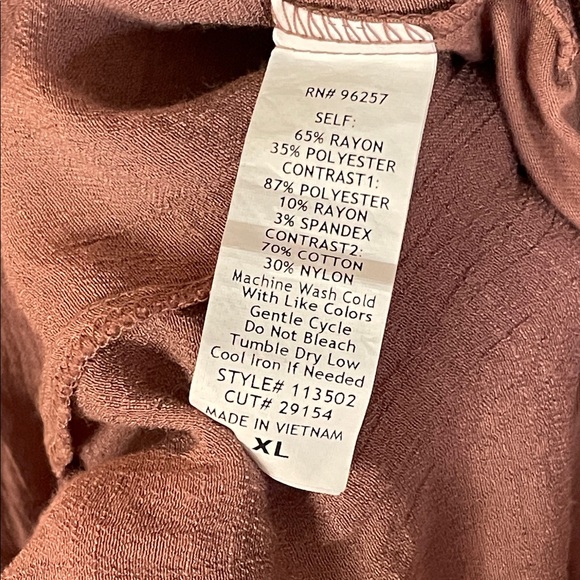 RN# 96257
SELF:
65% RAYON
35% POLYESTER
CONTRAST1:
87% POLYESTER
10% RAYON
3% SPANDEX
CONTRAST2:
70% COTTON
30% NYLON
Machine Wash Cold
With Like Colors
Gentle Cycle
Do Not Bleach
Tumble Dry Low
Cool Iron If Needed
STYLE# 113502
CUT# 29154
MADE IN VIETNAM
XL